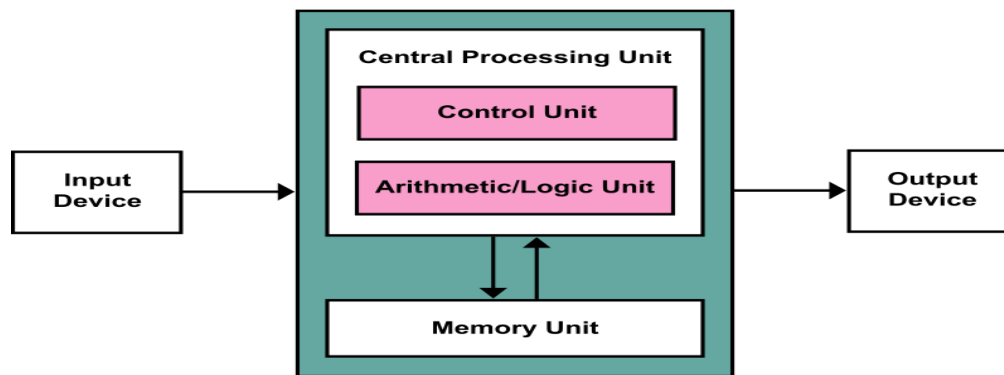 Central Processing Unit
Control Unit
Arithmetic/Logic Unit
Input
Device
Output
Device
Memory Unit